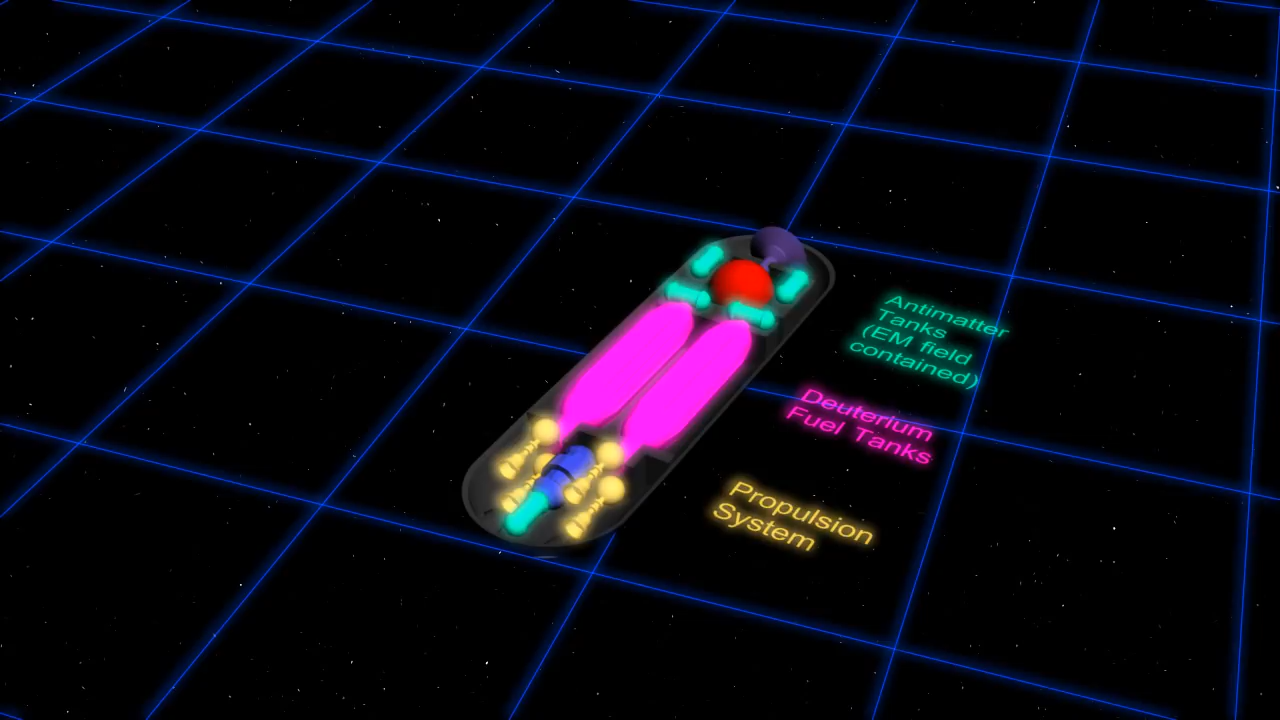 Antimatter
Tanks
(EM field
contained)
Deuterium
Fuel Tanks
Propulsion
System